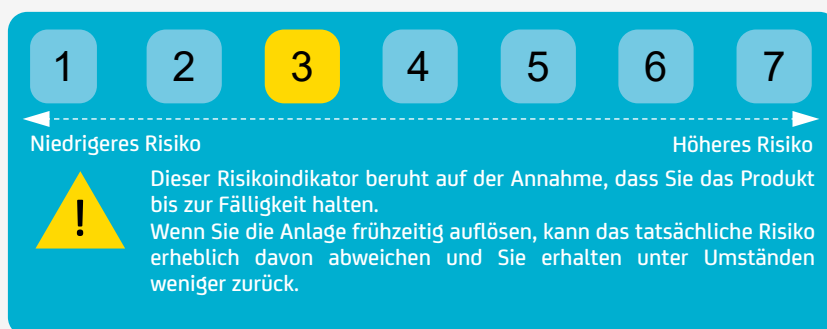 1 2 3 4 5 6 7
Niedrigeres Risiko Höheres Risiko
!
Dieser Risikoindikator beruht auf der Annahme, dass Sie das Produkt
bis zur Fälligkeit halten.
Wenn Sie die Anlage frühzeitig auflösen, kann das tatsächliche Risiko
erheblich davon abweichen und Sie erhalten unter Umständen
weniger zurück.